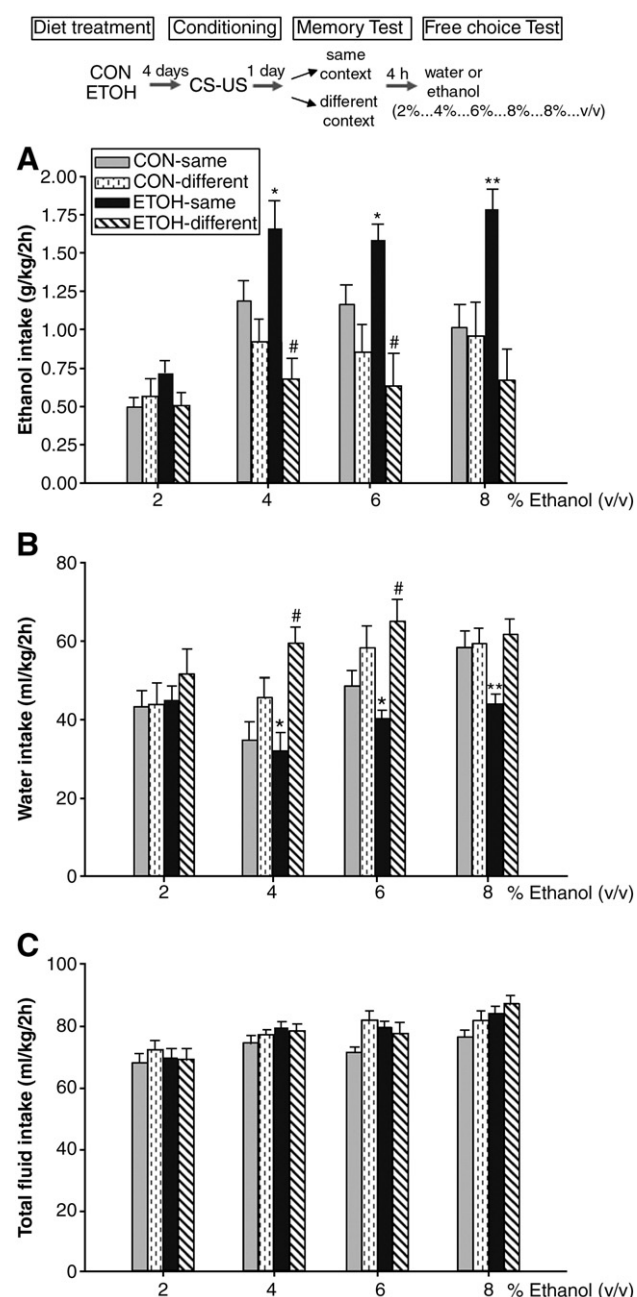 Diet treatment Conditioning Memory Test Free choice Test
CON
ETOH
4 days
CS-US
1 day
same
context
different
context
4 h
water or
ethanol
(2%...4%...6%...8%...8%...v/v)
A
CON-same
CON-different
ETOH-same
ETOH-different
Ethanol intake (g/kg/2h)
2.00
1.75
1.50
1.25
1.00
0.75
0.50
0.25
0.00
* * **
# #
2 4 6 8 % Ethanol (v/v)
B
Water intake (ml/kg/2h)
80
60
40
20
0
# #
* * **
2 4 6 8 % Ethanol (v/v)
C
Total fluid intake (ml/kg/2h)
100
80
60
40
20
0
2 4 6 8 % Ethanol (v/v)